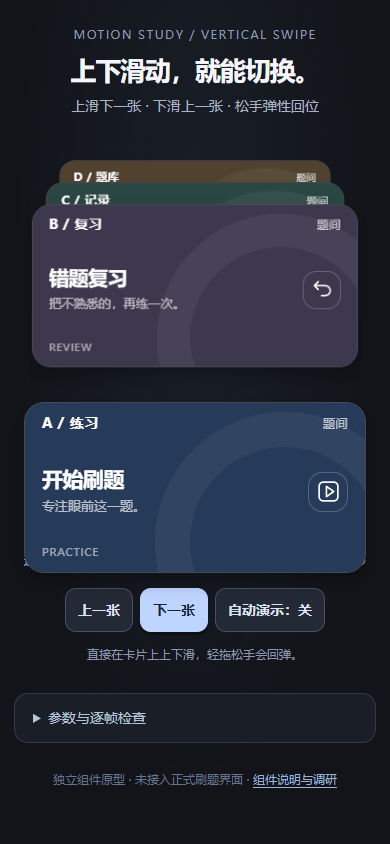 MOTION STUDY / VERTICAL SWIPE
上下滑动，就能切换。
上滑下一张 · 下滑上一张 · 松手弹性回位
D / 题库 题间
C / 记录 题间
B / 复习 题间
错题复习
把不熟悉的，再练一次。
REVIEW
A / 练习 题间
开始刷题
专注眼前这一题。
PRACTICE
上一张 下一张 自动演示：关
直接在卡片上上下滑，轻拖松手会回弹。
▶ 参数与逐帧检查
独立组件原型 · 未接入正式刷题界面 · 组件说明与调研